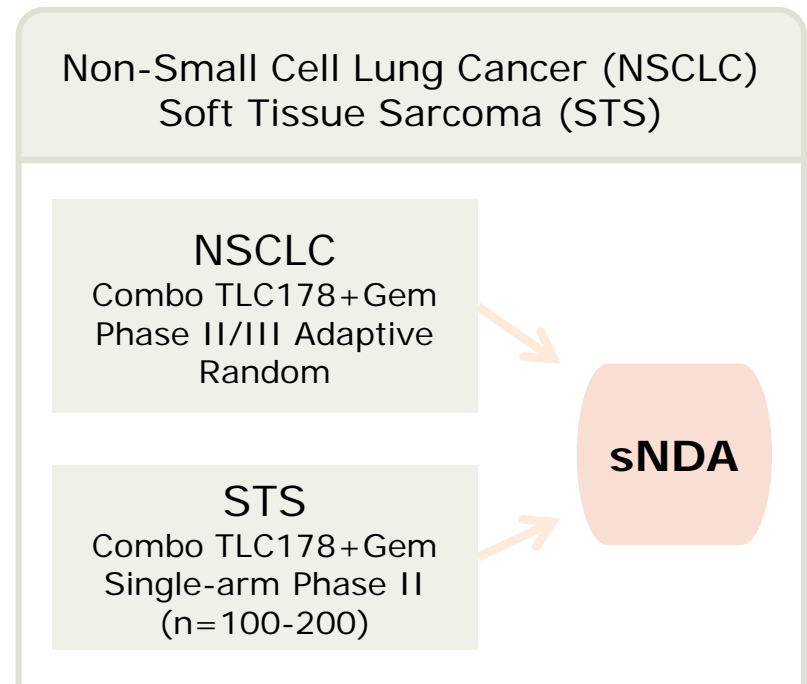 Non-Small Cell Lung Cancer (NSCLC)
Soft Tissue Sarcoma (STS)
NSCLC
Combo TLC178+Gem
Phase II/III Adaptive
Random
STS
Combo TLC178+Gem
Single-arm Phase II
(n=100-200)
sNDA